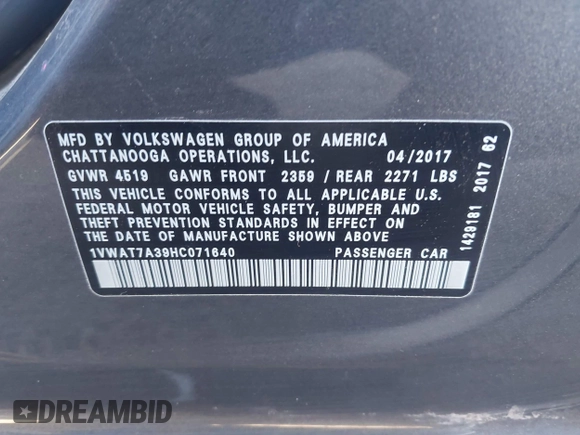 MFD BY VOLKSWAGEN GROUP OF AMERICA
CHATTANOOGA OPERATIONS, LLC. 04/2017
GVWR 4519 GAWR FRONT 2359 / REAR 2271 LBS
THIS VEHICLE CONFORMS TO ALL APPLICABLE U.S.
FEDERAL MOTOR VEHICLE SAFETY, BUMPER AND
THEFT PREVENTION STANDARDS IN EFFECT ON
THE DATE OF MANUFACTURE SHOWN ABOVE
1VWAT7A39HC071640 PASSENGER CAR
1429181 2017 62
DREAMBID